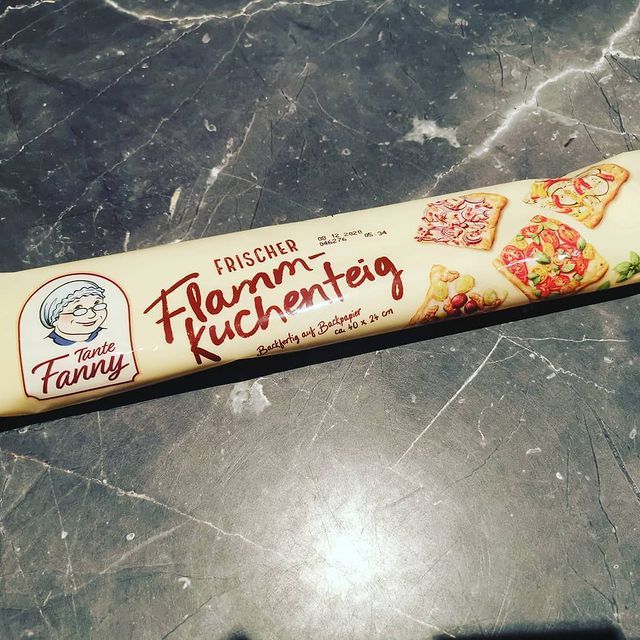 Tante
Fanny
FRISCHER
Flamm-
kuchenteig
Backfertig auf Backpapier
ca. 40 x 24 cm
08 12 2020 05:34
046276